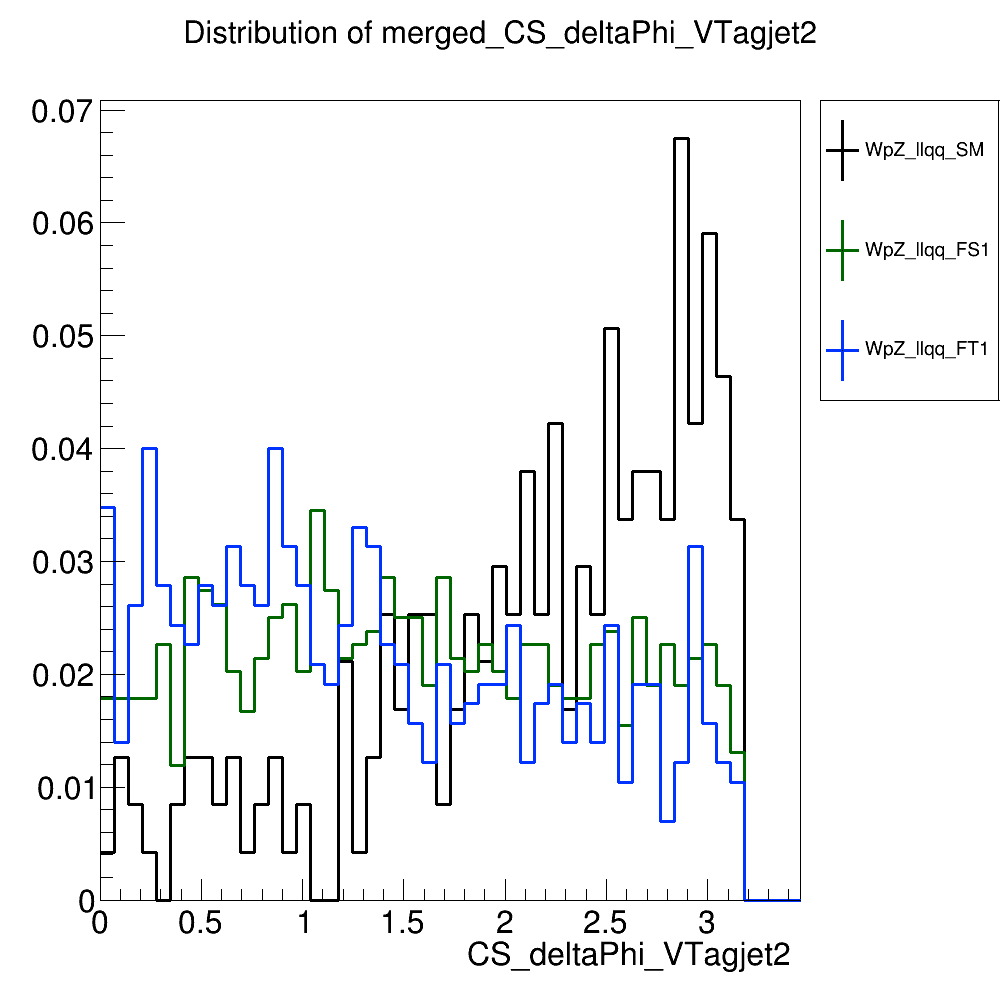 Distribution of merged_CS_deltaPhi_VTagjet2
0.07
0.06
0.05
0.04
0.03
0.02
0.01
0
0 0.5 1 1.5 2 2.5 3
CS_deltaPhi_VTagjet2
WpZ_llqq_SM
WpZ_llqq_FS1
WpZ_llqq_FT1